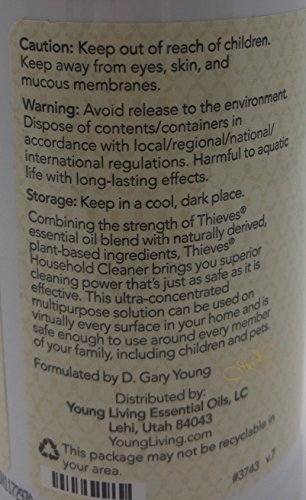 Caution: Keep out of reach of children.
Keep away from eyes, skin, and
mucous membranes.
Warning: Avoid release to the environment.
Dispose of contents/containers in
accordance with local/regional/national/
international regulations. Harmful to aquatic
life with long-lasting effects.
Storage: Keep in a cool, dark place.
Combining the strength of Thieves®
essential oil blend with naturally derived,
plant-based ingredients, Thieves®
Household Cleaner brings you superior
cleaning power that's just as safe as it is
effective. This ultra-concentrated
multipurpose solution can be used on
virtually every surface in your home and is
safe enough to use around every member
of your family, including children and pets.
Formulated by D. Gary Young
Distributed by:
Young Living Essential Oils, LC
Lehi, Utah 84043
YoungLiving.com
This package may not be recyclable in
your area.
#3743 v.7